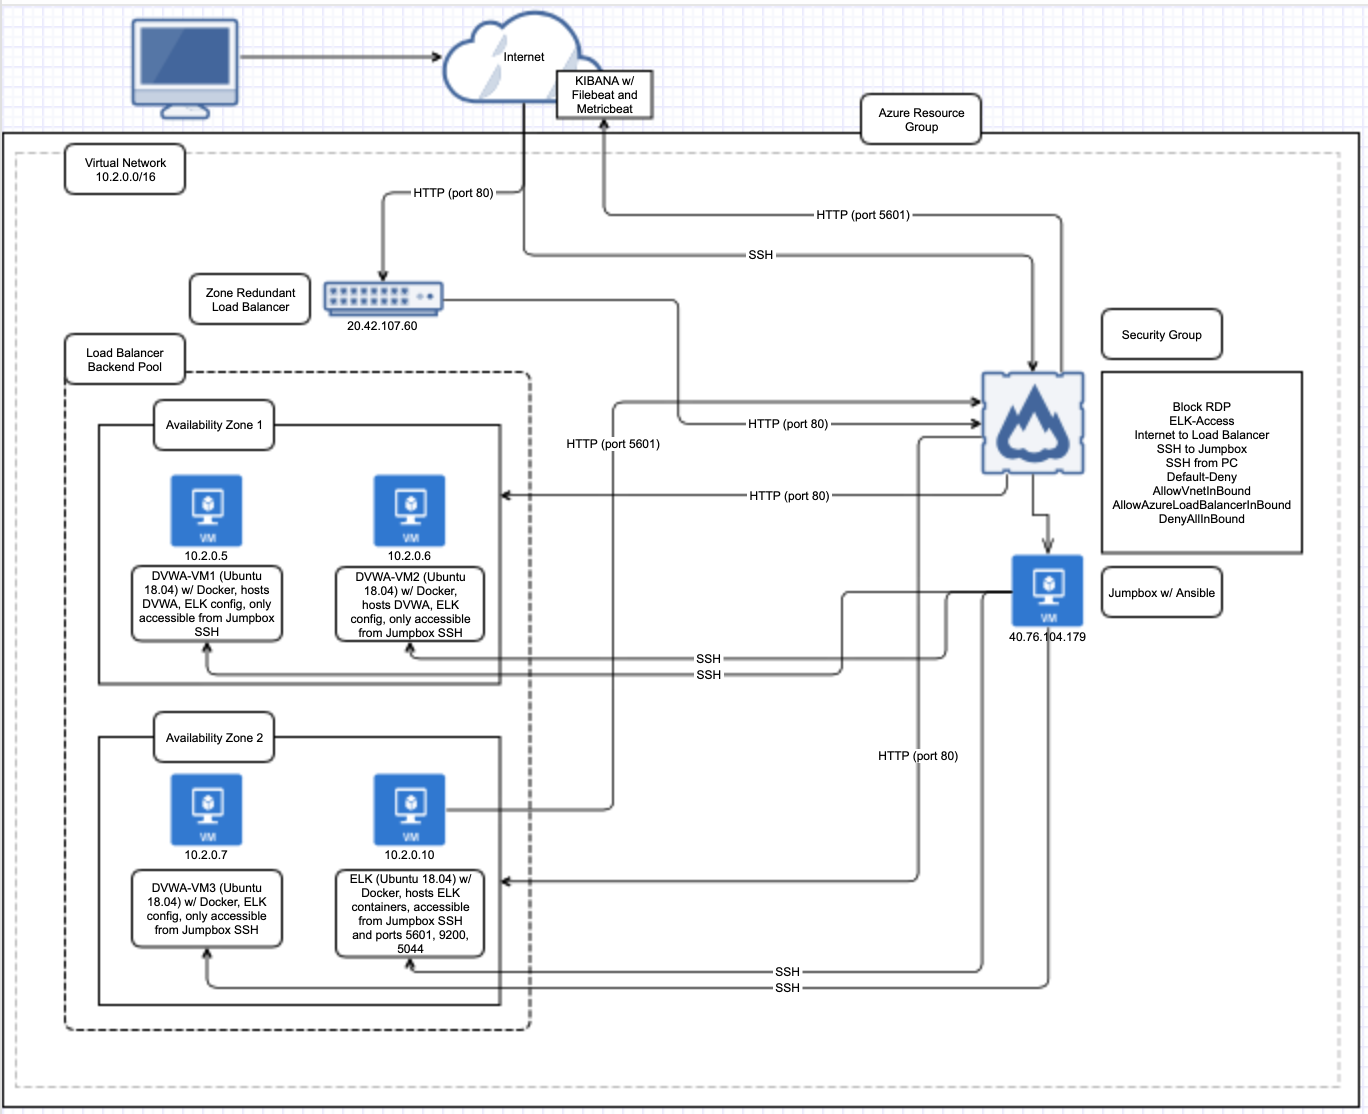 Internet
KIBANA w/
Filebeat and
Metricbeat
Azure Resource
Group
Virtual Network
10.2.0.0/16
HTTP (port 80)
HTTP (port 5601)
SSH
Zone Redundant
Load Balancer
20.42.107.60
Security Group
Load Balancer
Backend Pool
Block RDP
ELK-Access
Internet to Load Balancer
SSH to Jumpbox
SSH from PC
Default-Deny
AllowVnetInBound
AllowAzureLoadBalancerInBound
DenyAllInBound
Availability Zone 1
HTTP (port 80)
HTTP (port 5601)
HTTP (port 80)
VM
10.2.0.5
DVWA-VM1 (Ubuntu
18.04) w/ Docker, hosts
DVWA, ELK config, only
accessible from Jumpbox
SSH
VM
10.2.0.6
DVWA-VM2 (Ubuntu
18.04) w/ Docker,
hosts DVWA, ELK
config, only accessible
from Jumpbox SSH
VM
40.76.104.179
Jumpbox w/ Ansible
SSH
SSH
Availability Zone 2
HTTP (port 80)
VM
10.2.0.7
DVWA-VM3 (Ubuntu
18.04) w/ Docker, ELK
config, only accessible
from Jumpbox SSH
VM
10.2.0.10
ELK (Ubuntu 18.04) w/
Docker, hosts ELK
containers, accessible
from Jumpbox SSH
and ports 5601, 9200,
5044
SSH
SSH